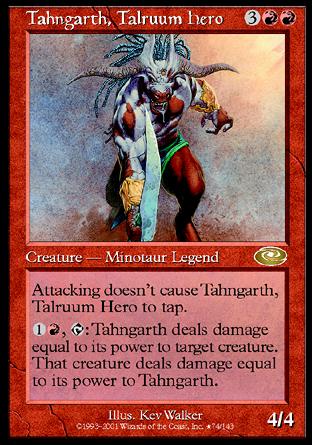 Tahngarth, Talruum Hero 3
Creature — Minotaur Legend
Attacking doesn't cause Tahngarth,
Talruum Hero to tap.
1 , : Tahngarth deals damage
equal to its power to target creature.
That creature deals damage equal
to its power to Tahngarth.
Illus. Kev Walker
©1993–2001 Wizards of the Coast, Inc. ★74/143
4/4